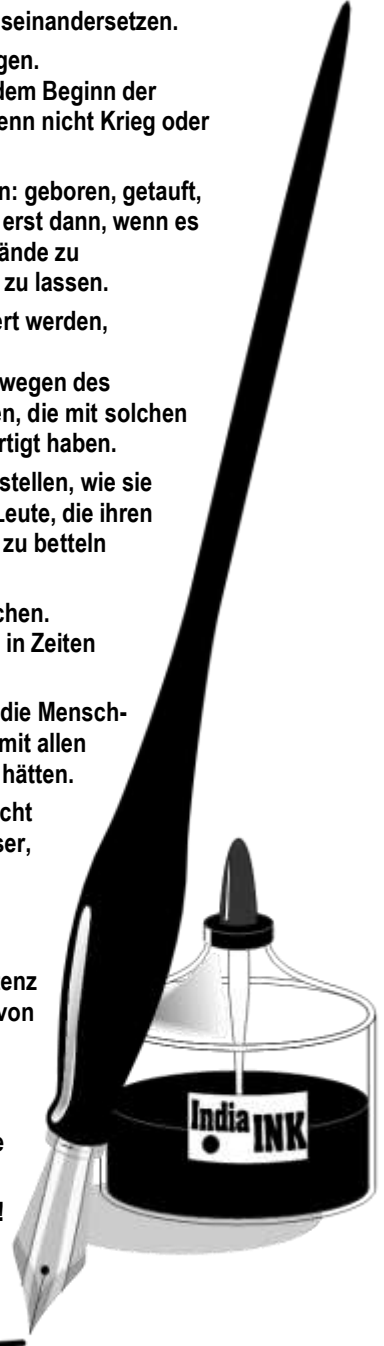 seinandersetzen.
gen.
dem Beginn der
enn nicht Krieg oder
n: geboren, getauft,
erst dann, wenn es
ände zu
zu lassen.
ert werden,
wegen des
en, die mit solchen
rtigt haben.
stellen, wie sie
Leute, die ihren
zu betteln
chen.
in Zeiten
die Mensch-
mit allen
hätten.
cht
ser,
enz
von
e
!
India
INK